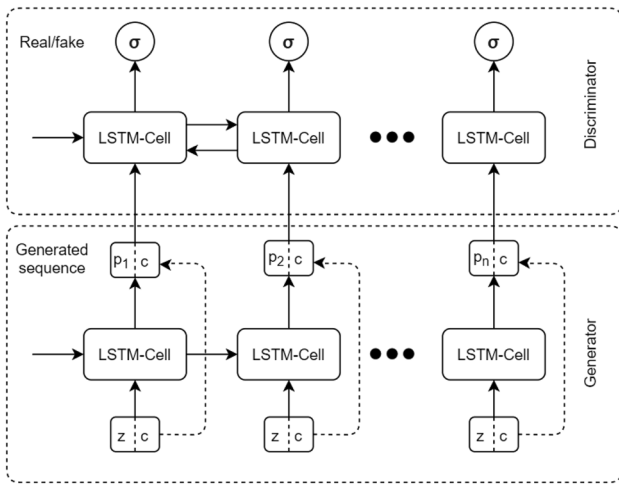 Real/fake
σ
σ
σ
LSTM-Cell
LSTM-Cell
LSTM-Cell
Discriminator
Generated
sequence
p1 c
p2 c
pn c
LSTM-Cell
LSTM-Cell
LSTM-Cell
Generator
z c
z c
z c